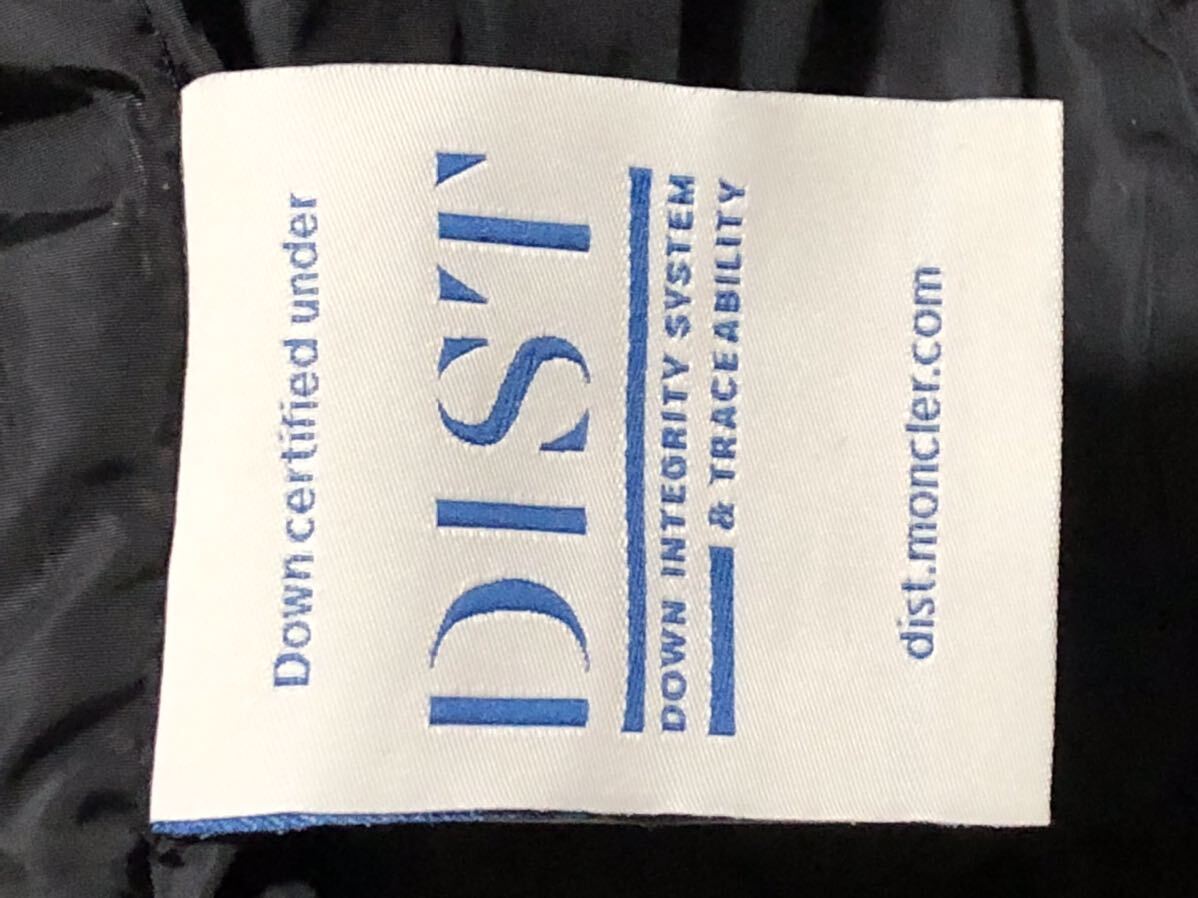 Down certified under
DIST
DOWN INTEGRITY SYSTEM
& TRACEABILITY
dist.moncler.com